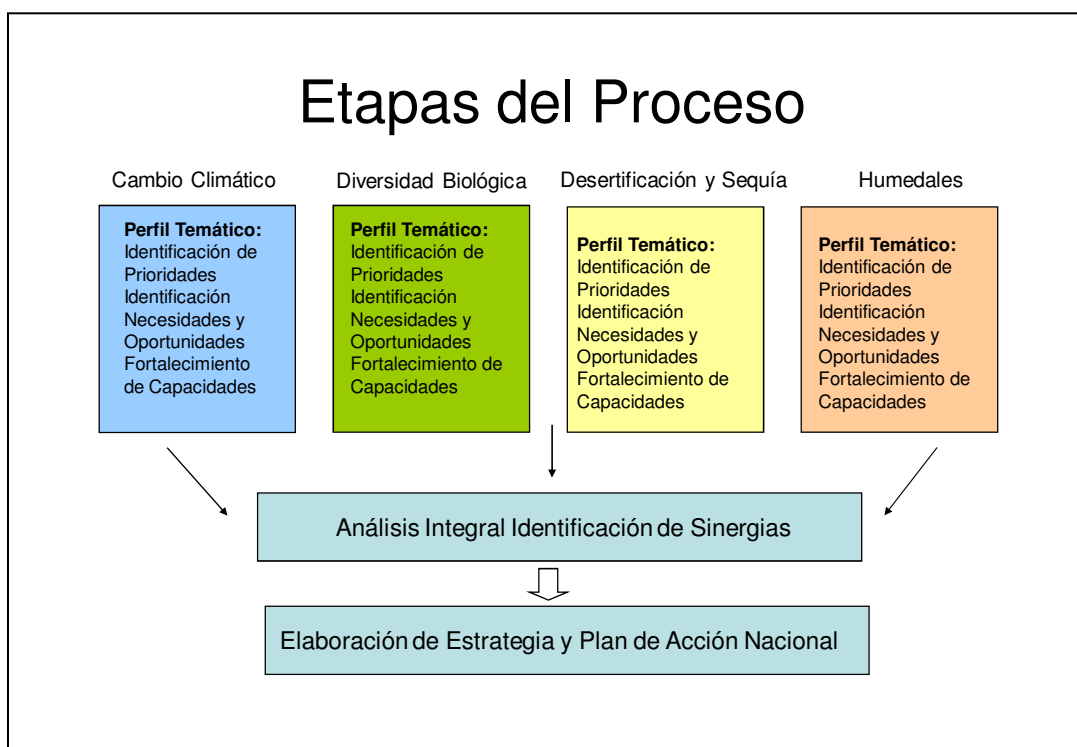 Etapas del Proceso
Cambio Climático
Diversidad Biológica
Desertificación y Sequía
Humedales
Perfil Temático:
Identificación de
Prioridades
Identificación
Necesidades y
Oportunidades
Fortalecimiento
de Capacidades
Perfil Temático:
Identificación de
Prioridades
Identificación
Necesidades y
Oportunidades
Fortalecimiento de
Capacidades
Perfil Temático:
Identificación de
Prioridades
Identificación
Necesidades y
Oportunidades
Fortalecimiento de
Capacidades
Perfil Temático:
Identificación de
Prioridades
Identificación
Necesidades y
Oportunidades
Fortalecimiento de
Capacidades
Análisis Integral Identificación de Sinergias
Elaboración de Estrategia y Plan de Acción Nacional